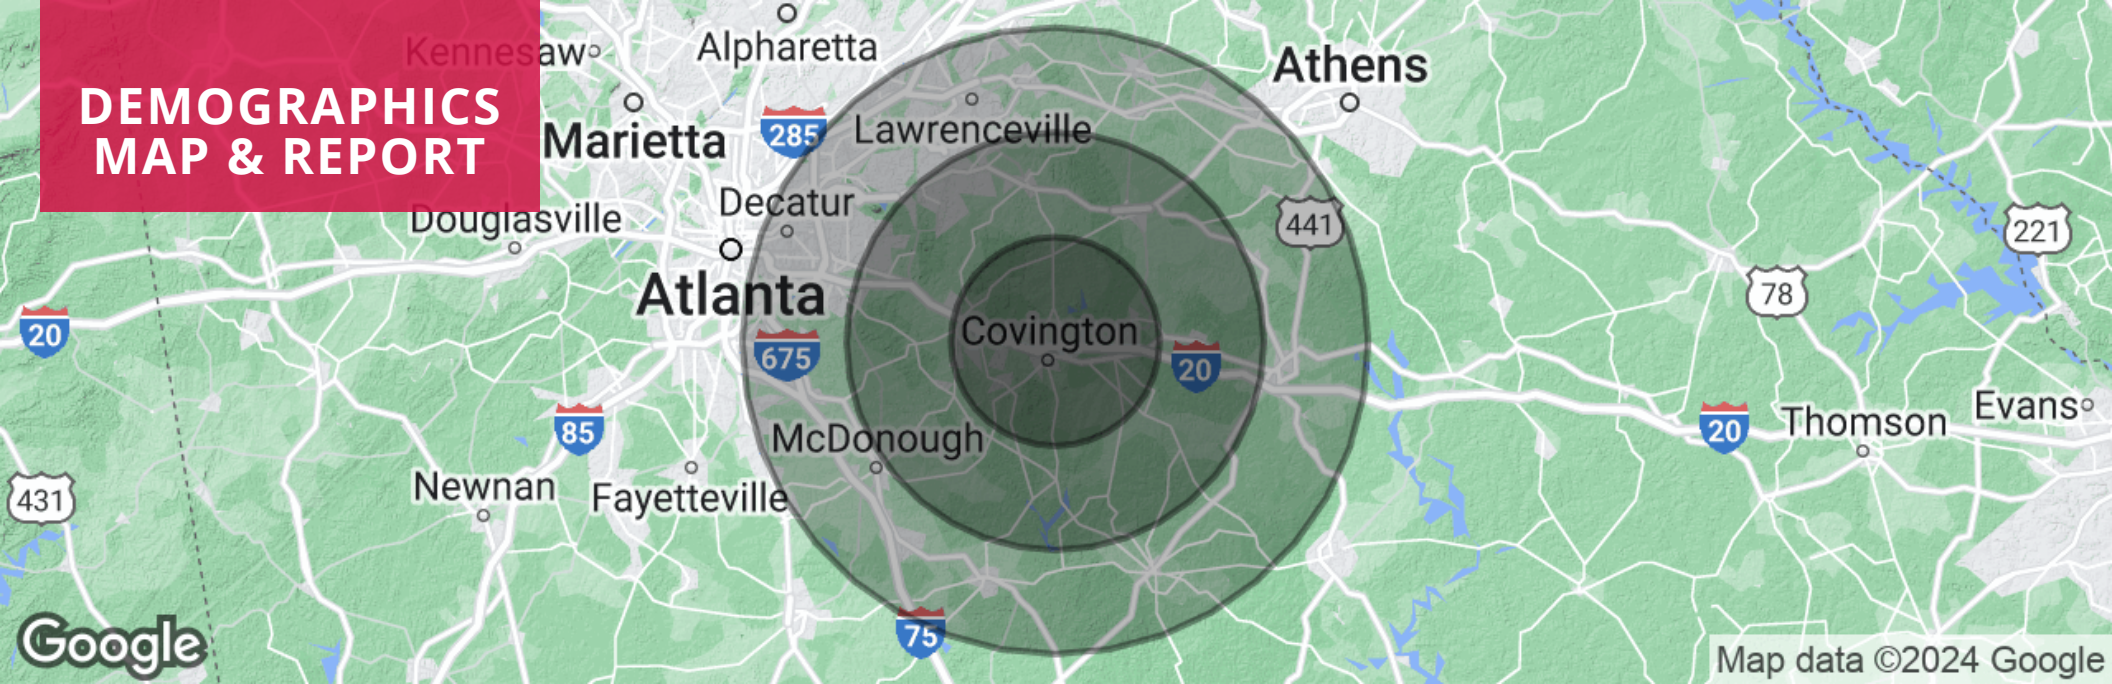 DEMOGRAPHICS
MAP & REPORT
Kennesaw
Alpharetta
Athens
Marietta
285
Lawrenceville
Decatur
Douglasville
441
221
Atlanta
78
20
Covington
675
20
85
McDonough
20
Thomson
Evans
431
Newnan
Fayetteville
75
Google
Map data ©2024 Google